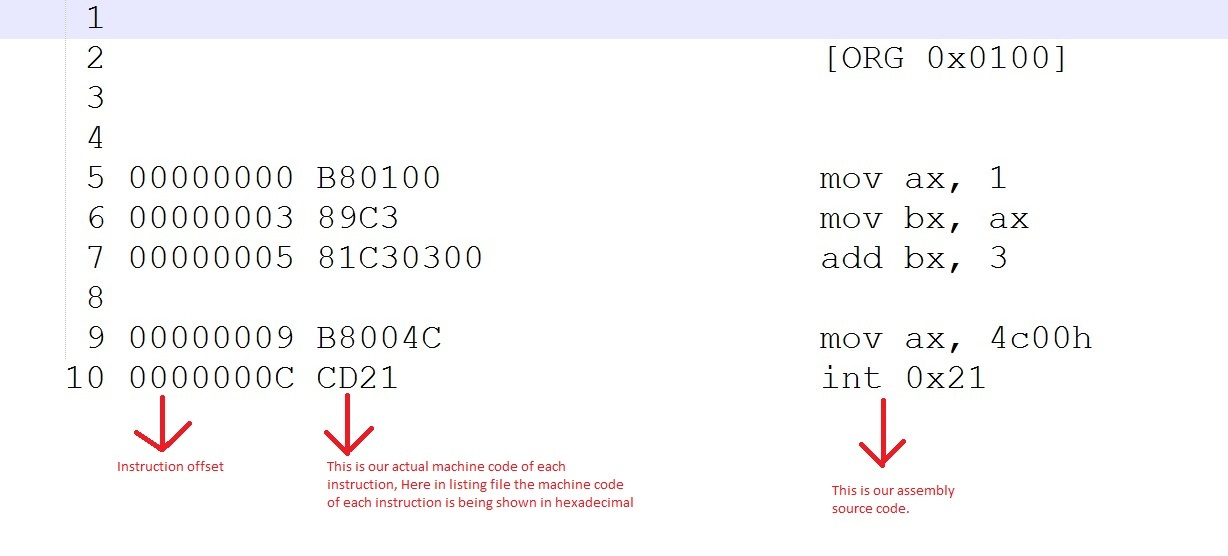 1
2 [ORG 0x0100]
3
4
5 00000000 B80100 mov ax, 1
6 00000003 89C3 mov bx, ax
7 00000005 81C30300 add bx, 3
8
9 00000009 B8004C mov ax, 4c00h
10 0000000C CD21 int 0x21
Instruction offset
This is our actual machine code of each
instruction, Here in listing file the machine code
of each instruction is being shown in hexadecimal
This is our assembly
source code.